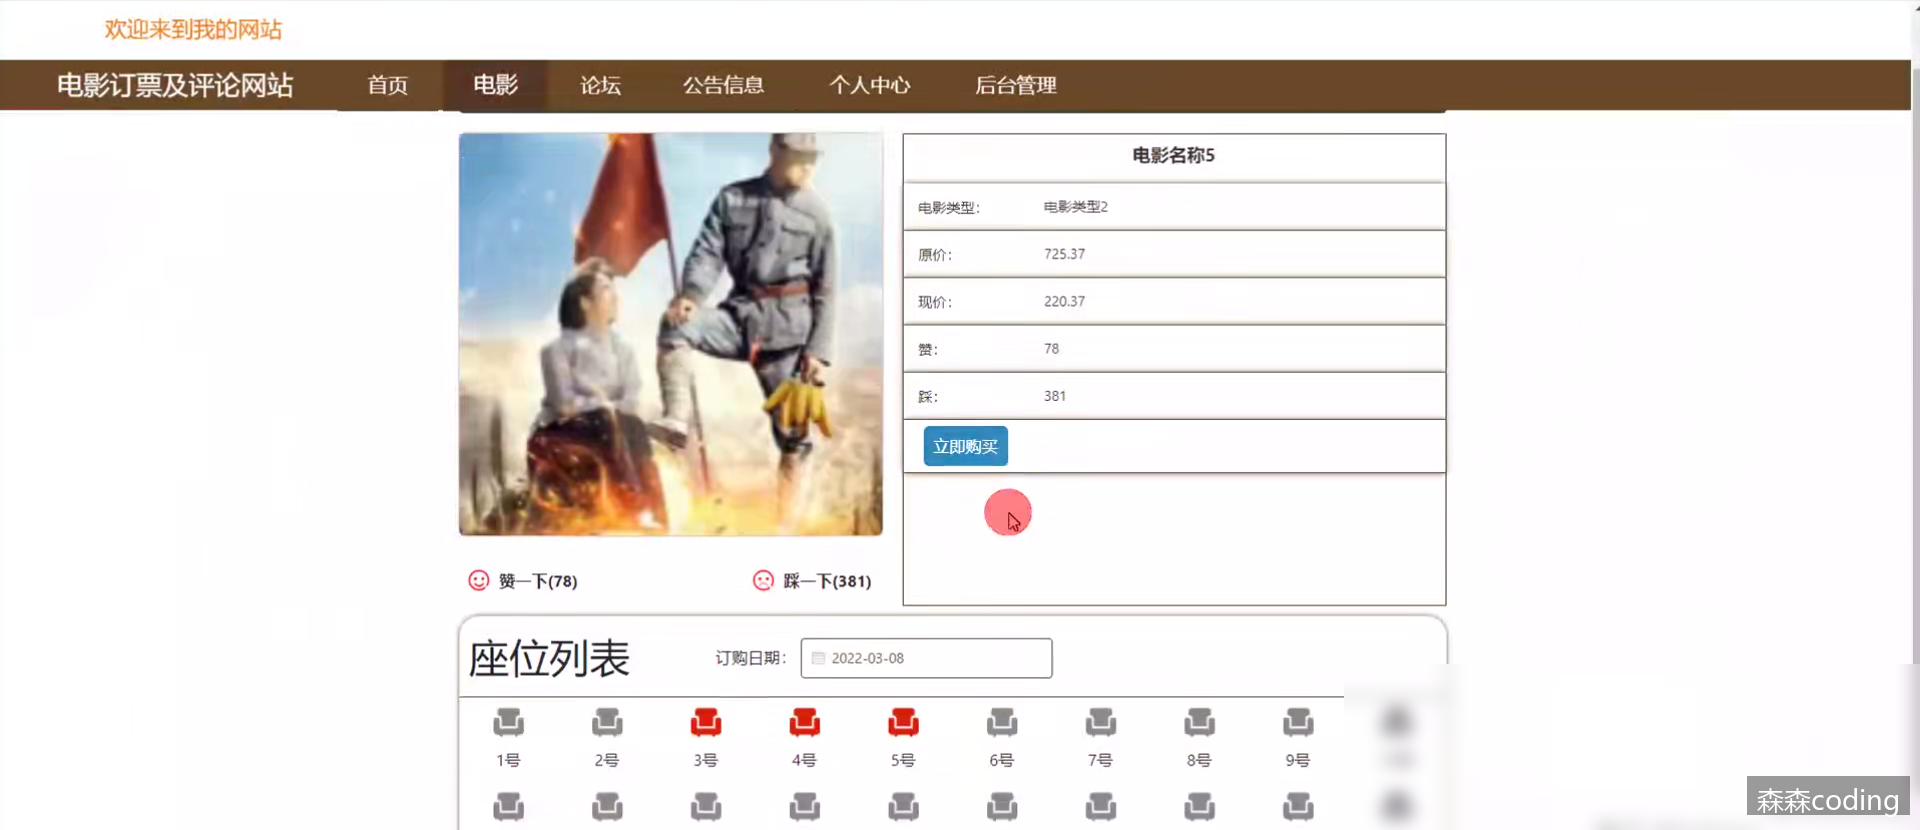 欢迎来到我的网站
电影订票及评论网站 首页 电影 论坛 公告信息 个人中心 后台管理
电影名称5
电影类型: 电影类型2
原价: 725.37
现价: 220.37
赞: 78
踩: 381
立即购买
赞一下(78) 踩一下(381)
座位列表 订购日期: 2022-03-08
1号 2号 3号 4号 5号 6号 7号 8号 9号
森森coding